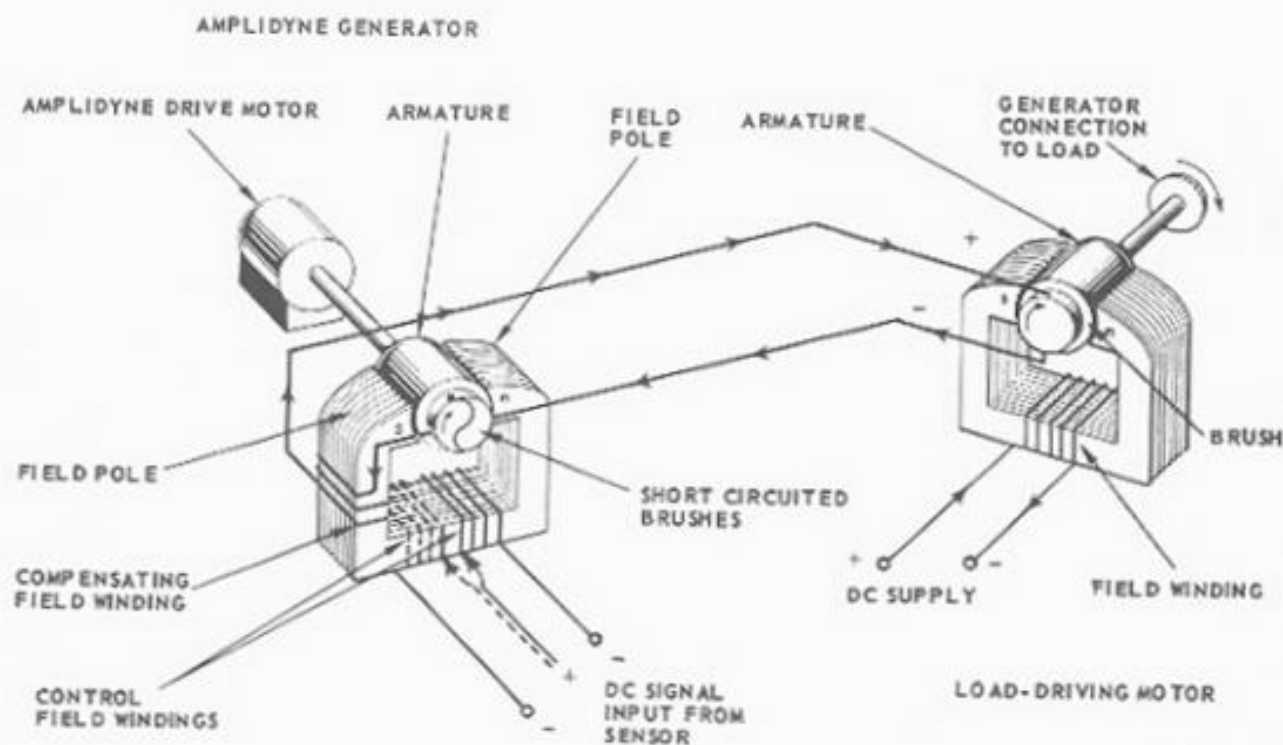 AMPLIDYNE GENERATOR
AMPLIDYNE DRIVE MOTOR
ARMATURE
FIELD
POLE
ARMATURE
GENERATOR
CONNECTION
TO LOAD
+
-
S
S
FIELD POLE
SHORT CIRCUITED
BRUSHES
BRUSH
COMPENSATING
FIELD WINDING
+
-
DC SUPPLY
FIELD WINDING
CONTROL
FIELD WINDINGS
-
+
-
DC SIGNAL
INPUT FROM
SENSOR
LOAD-DRIVING MOTOR